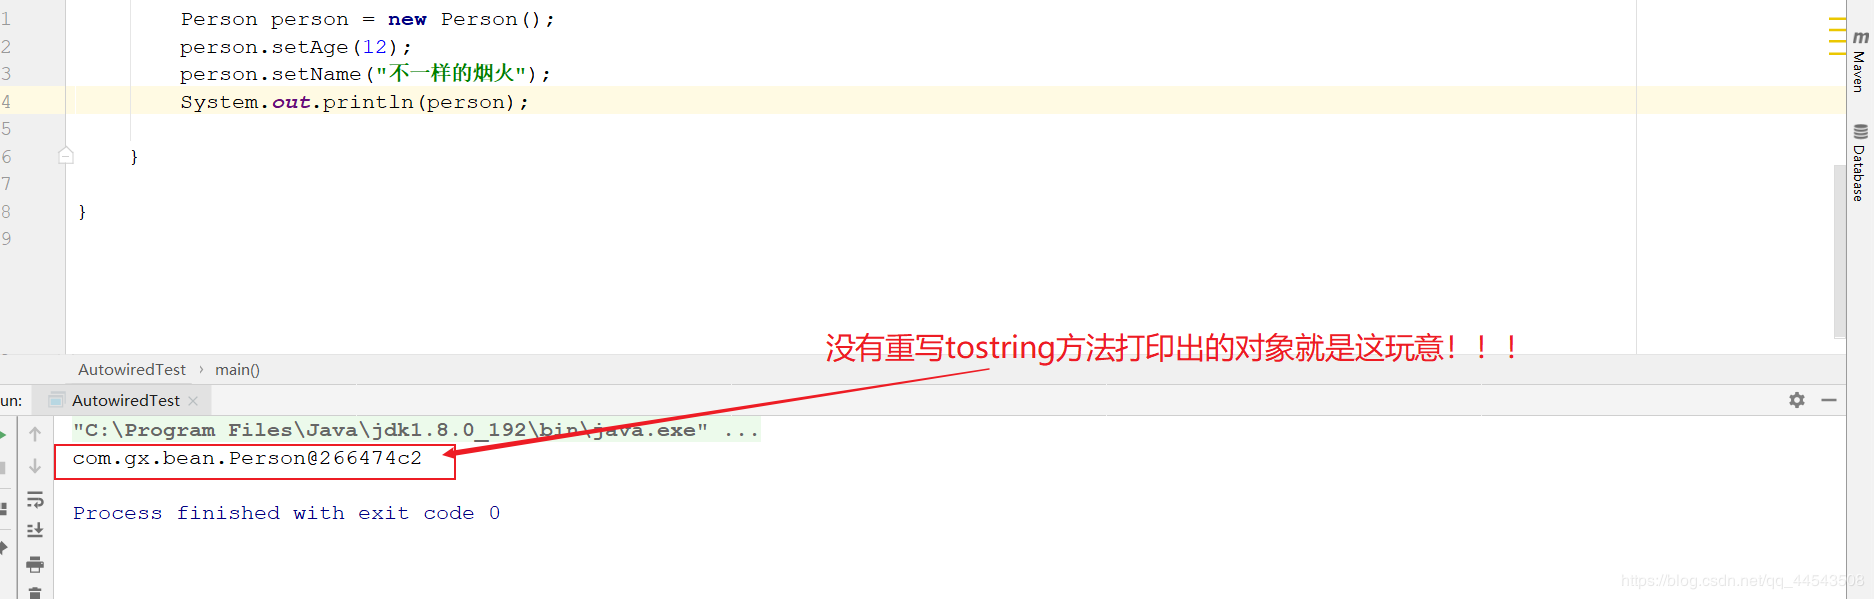 1 Person person = new Person();
2 person.setAge(12);
3 person.setName("不一样的烟火");
4 System.out.println(person);
5
6 }
7
8 }
9
m Maven
Database
没有重写tostring方法打印出的对象就是这玩意！！！
AutowiredTest › main()
un: AutowiredTest
"C:\Program Files\Java\jdk1.8.0_192\bin\java.exe" ...
com.gx.bean.Person@266474c2
Process finished with exit code 0
https://blog.csdn.net/qq_44543508